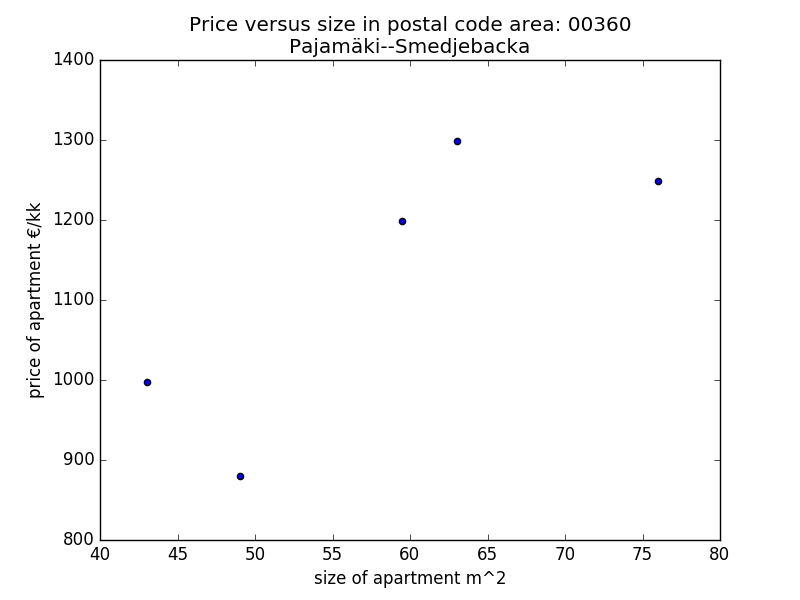 Price versus size in postal code area: 00360
Pajamäki--Smedjebacka
1400
1300
1200
1100
1000
900
800
price of apartment €/kk
40 45 50 55 60 65 70 75 80
size of apartment m^2